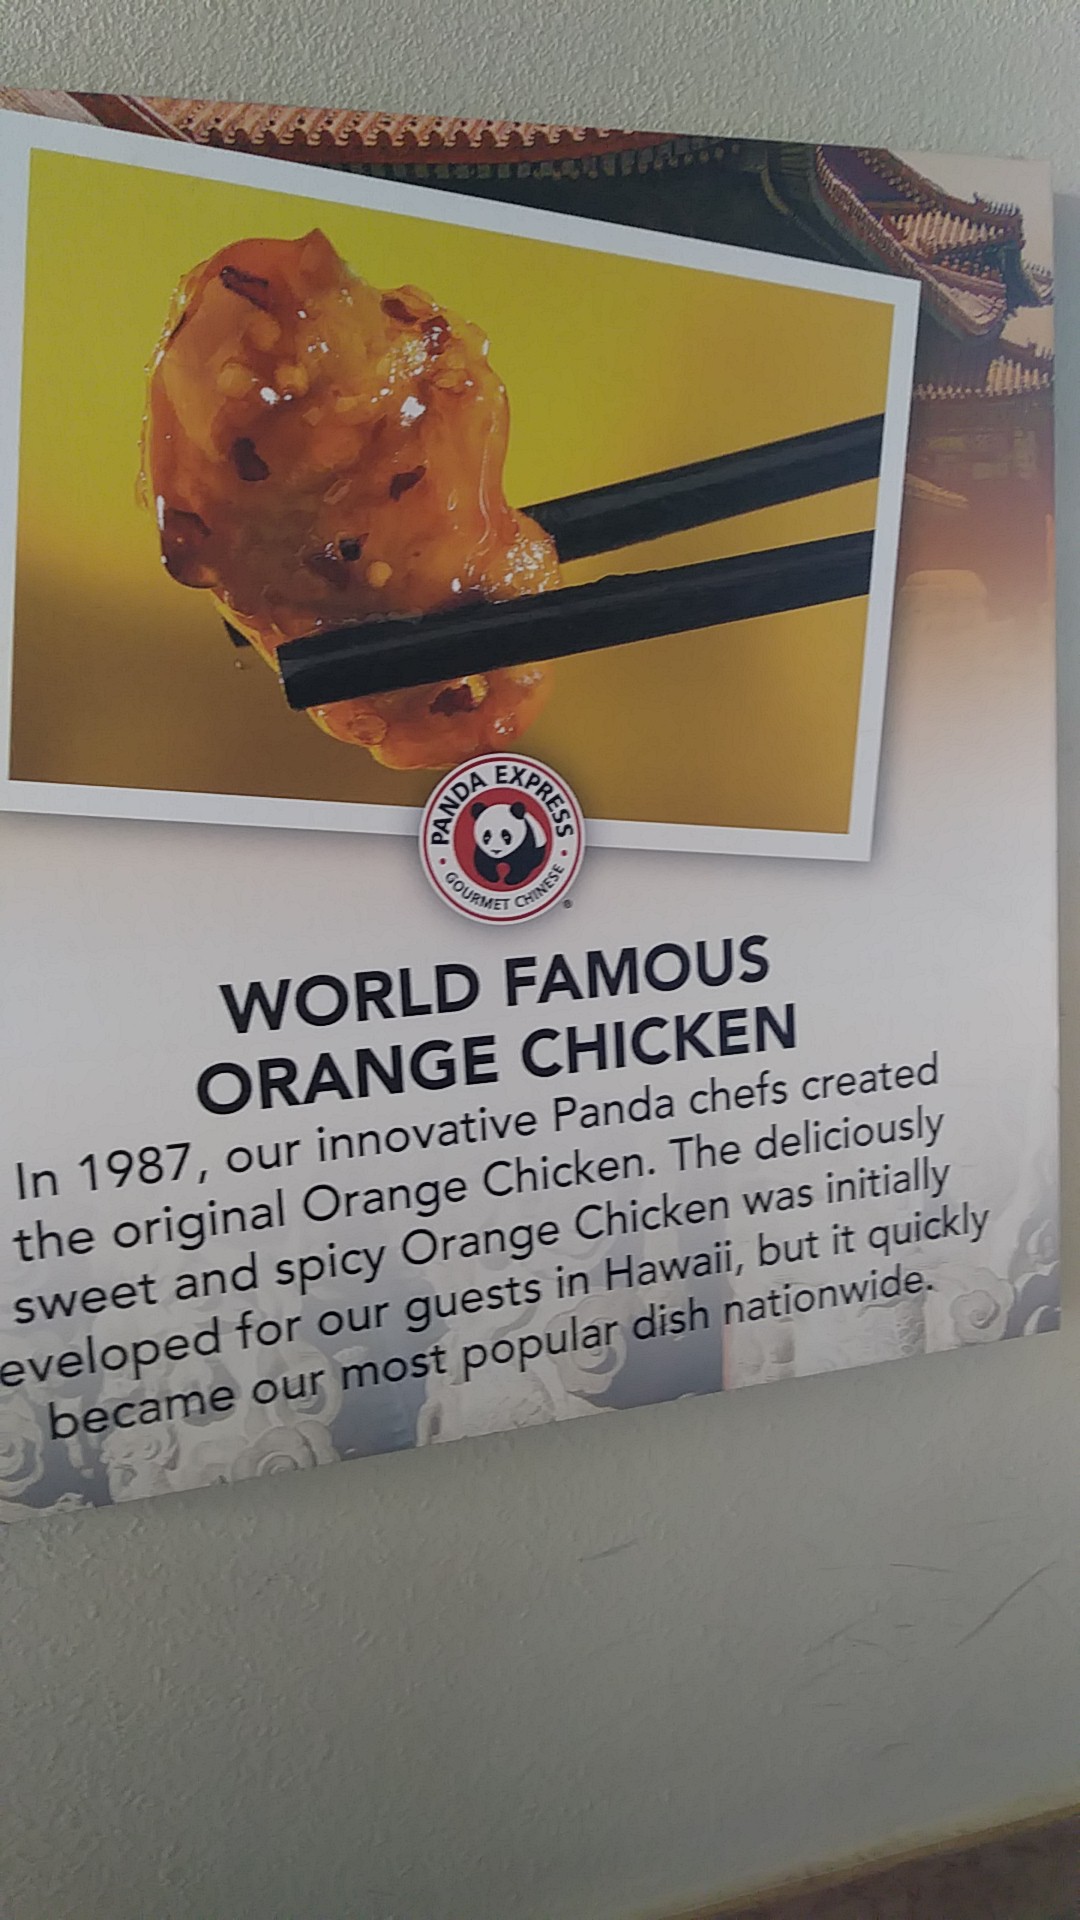 PANDA EXPRESS
GOURMET CHINESE
®
WORLD FAMOUS
ORANGE CHICKEN
In 1987, our innovative Panda chefs created
the original Orange Chicken. The deliciously
sweet and spicy Orange Chicken was initially
eveloped for our guests in Hawaii, but it quickly
became our most popular dish nationwide.